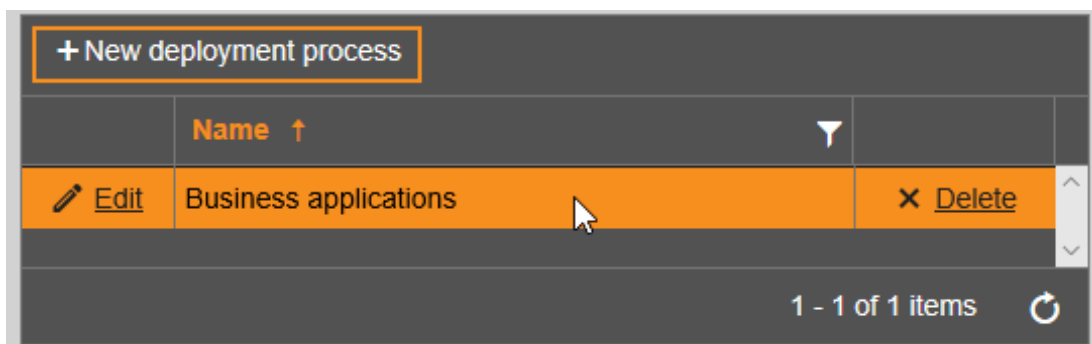 + New deployment process
Name ↑
Edit Business applications × Delete
1 - 1 of 1 items